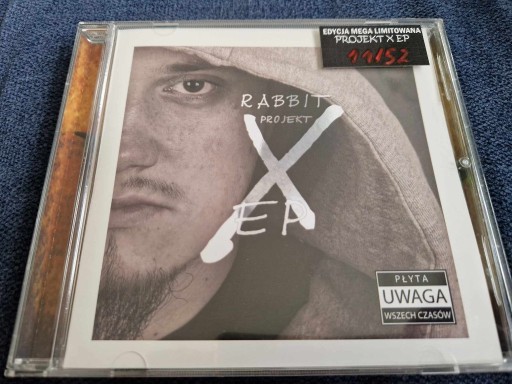 EDYCJA MEGA LIMITOWANA
PROJEKT X EP
11/52
RABBIT
PROJEKT
X
EP
PŁYTA
UWAGA
WSZECH CZASÓW